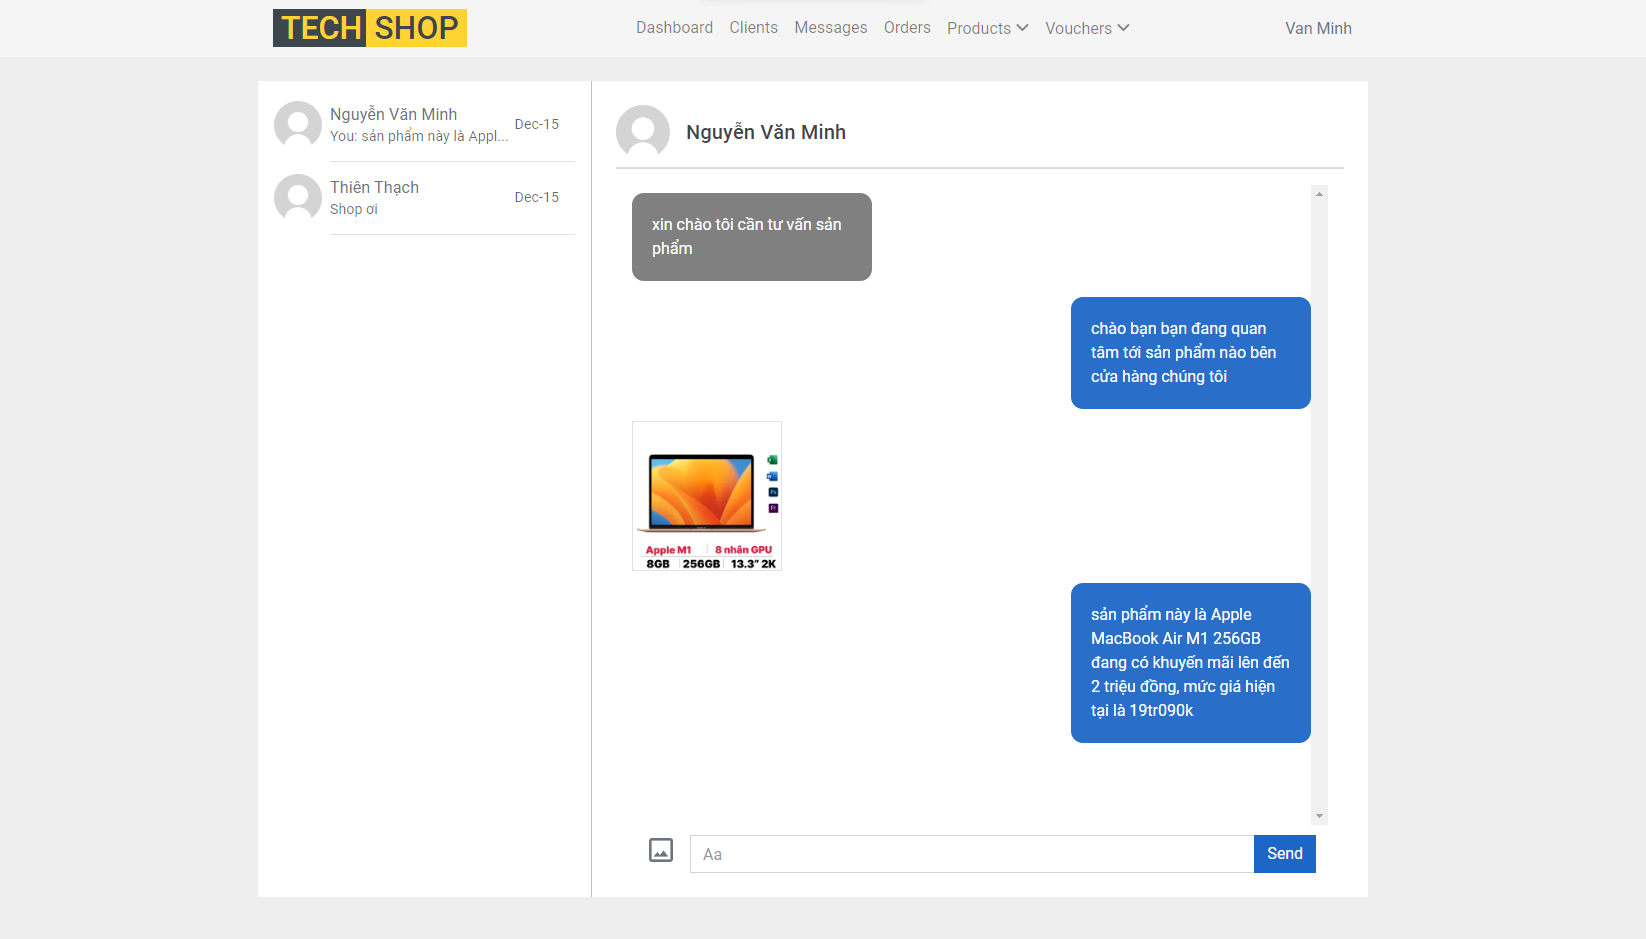 TECH SHOP
Dashboard Clients Messages Orders Products Vouchers
Van Minh
Nguyễn Văn Minh
You: sản phẩm này là Appl...
Dec-15
Thiên Thạch
Shop ơi
Dec-15
Nguyễn Văn Minh
xin chào tôi cần tư vấn sản
phẩm
chào bạn bạn đang quan
tâm tới sản phẩm nào bên
cửa hàng chúng tôi
Apple M1 8 nhân GPU
8GB 256GB 13.3" 2K
sản phẩm này là Apple
MacBook Air M1 256GB
đang có khuyến mãi lên đến
2 triệu đồng, mức giá hiện
tại là 19tr090k
Aa
Send